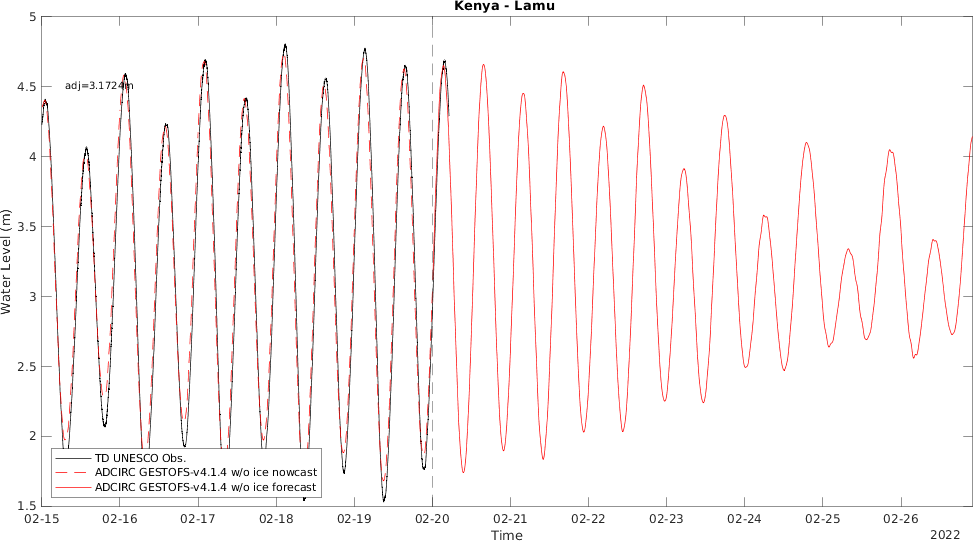 Kenya - Lamu
adj=3.1724m
Water Level (m)
5
4.5
4
3.5
3
2.5
2
1.5
TD UNESCO Obs.
ADCIRC GESTOFS-v4.1.4 w/o ice nowcast
ADCIRC GESTOFS-v4.1.4 w/o ice forecast
02-15 02-16 02-17 02-18 02-19 02-20 02-21 02-22 02-23 02-24 02-25 02-26
Time
2022